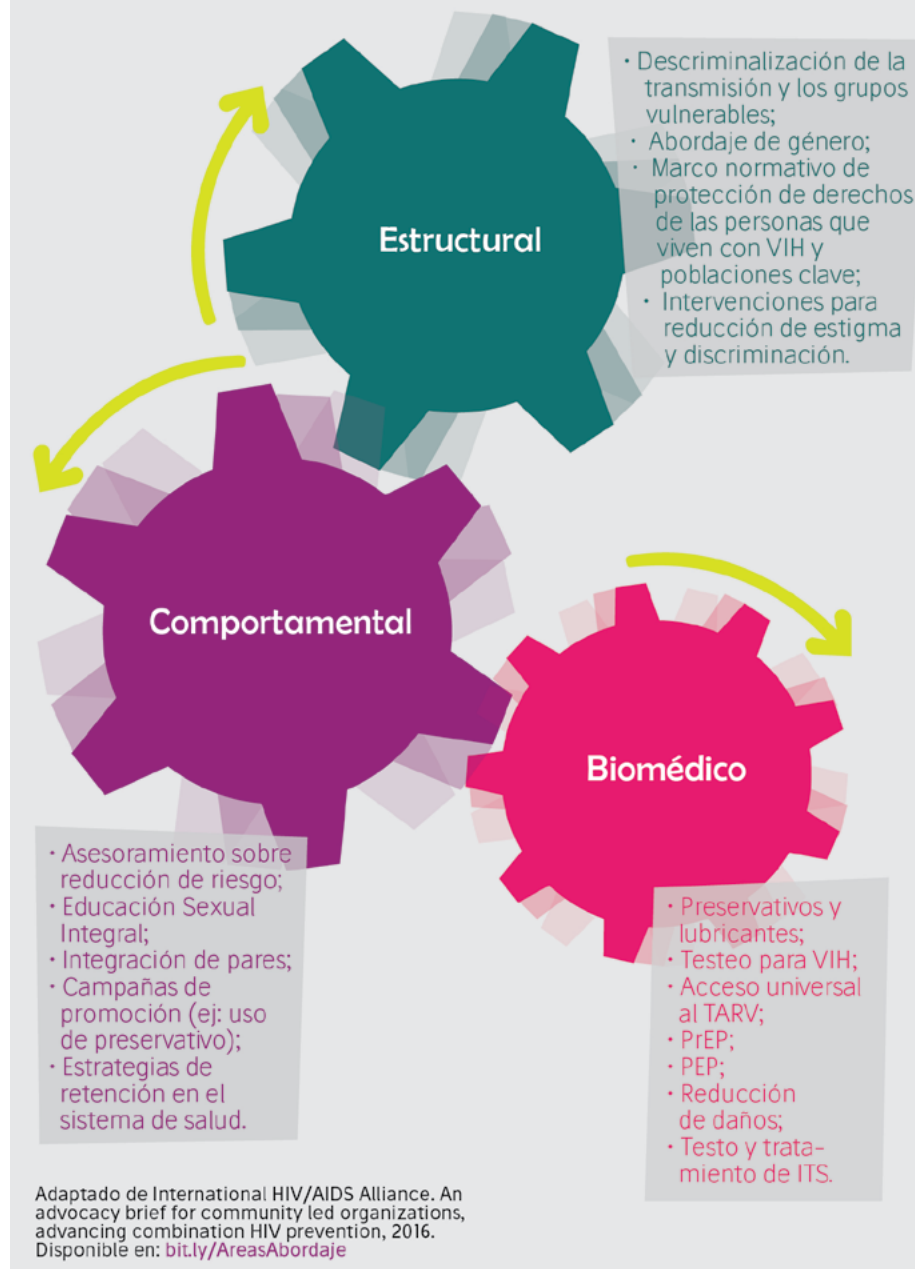 Estructural
· Descriminalización de la
transmisión y los grupos
vulnerables;
· Abordaje de género;
· Marco normativo de
protección de derechos
de las personas que
viven con VIH y
poblaciones clave;
· Intervenciones para
reducción de estigma
y discriminación.
Comportamental
· Asesoramiento sobre
reducción de riesgo;
· Educación Sexual
Integral;
· Integración de pares;
· Campañas de
promoción (ej: uso
de preservativo);
· Estrategias de
retención en el
sistema de salud.
Biomédico
· Preservativos y
lubricantes;
· Testeo para VIH;
· Acceso universal
al TARV;
· PrEP;
· PEP;
· Reducción
de daños;
· Testo y trata-
miento de ITS.
Adaptado de International HIV/AIDS Alliance. An
advocacy brief for community led organizations,
advancing combination HIV prevention, 2016.
Disponible en: bit.ly/AreasAbordaje